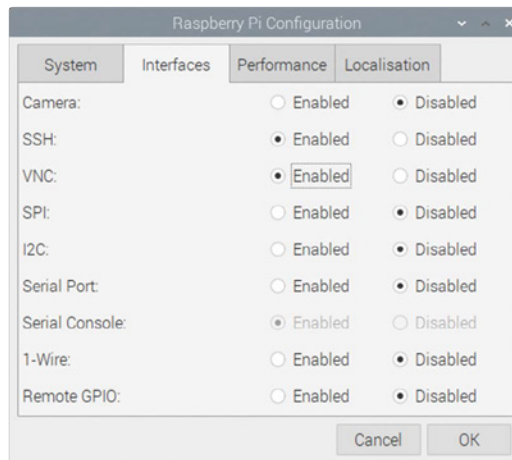 Raspberry Pi Configuration
System Interfaces Performance Localisation
Camera: Enabled Disabled
SSH: Enabled Disabled
VNC: Enabled Disabled
SPI: Enabled Disabled
I2C: Enabled Disabled
Serial Port: Enabled Disabled
Serial Console: Enabled Disabled
1-Wire: Enabled Disabled
Remote GPIO: Enabled Disabled
Cancel OK